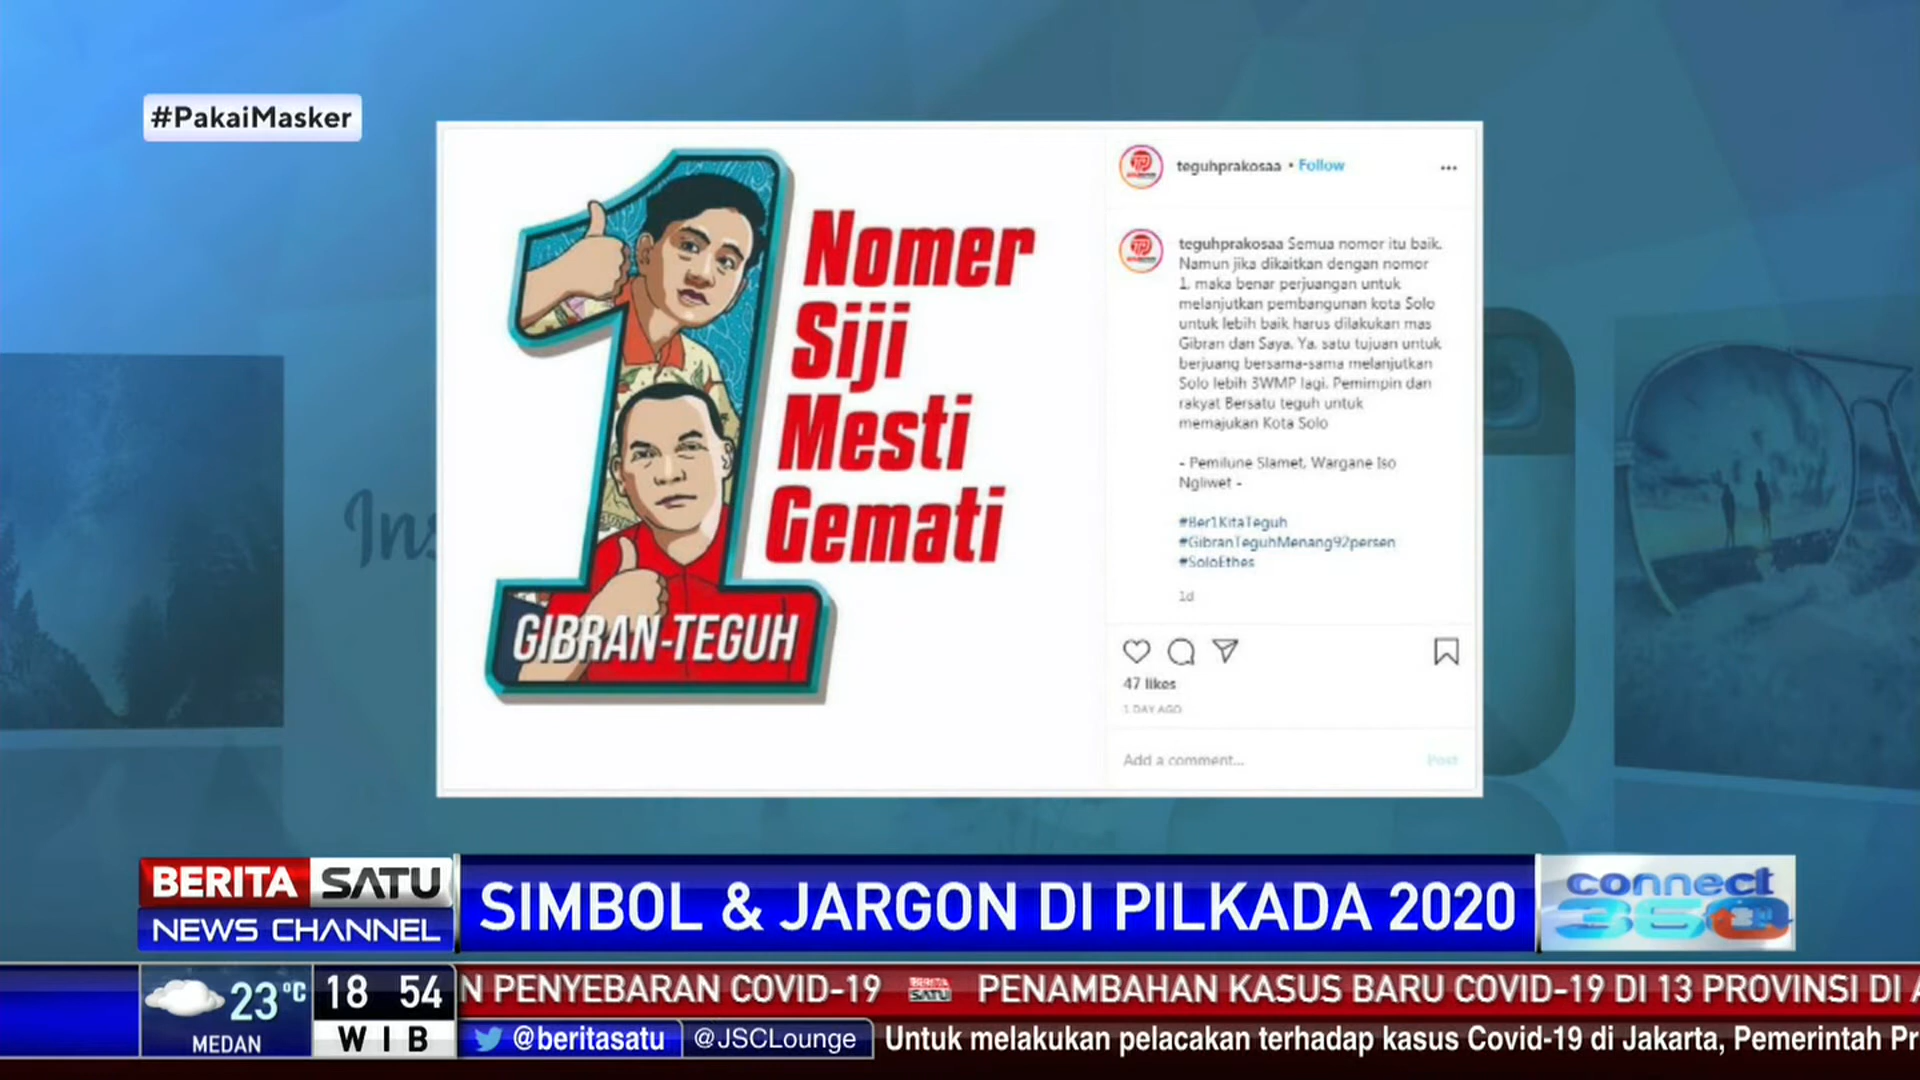 #PakaiMasker
Nomer
Siji
Mesti
Gemati
GIBRAN-TEGUH
teguhprakosaa • Follow
teguhprakosaa Semua nomor itu baik.
Namun jika dikaitkan dengan nomor
1, maka benar perjuangan untuk
melanjutkan pembangunan kota Solo
untuk lebih baik harus dilakukan mas
Gibran dan Saya. Ya, satu tujuan untuk
berjuang bersama-sama melanjutkan
Solo lebih 3WMP lagi. Pemimpin dan
rakyat Bersatu teguh untuk
memajukan Kota Solo
- Pemilune Slamet, Wargane Iso
Ngliwet -
#Ber1KitaTeguh
#GibranTeguhMenang92persen
#SoloEthes
1d
47 likes
1 DAY AGO
Add a comment...
Post
Ins
BERITA SATU
NEWS CHANNEL
SIMBOL & JARGON DI PILKADA 2020
connect
360
23°C
MEDAN
18 54
WIB
N PENYEBARAN COVID-19 BERITA SATU PENAMBAHAN KASUS BARU COVID-19 DI 13 PROVINSI DI A
@beritasatu @JSCLounge Untuk melakukan pelacakan terhadap kasus Covid-19 di Jakarta, Pemerintah Pr